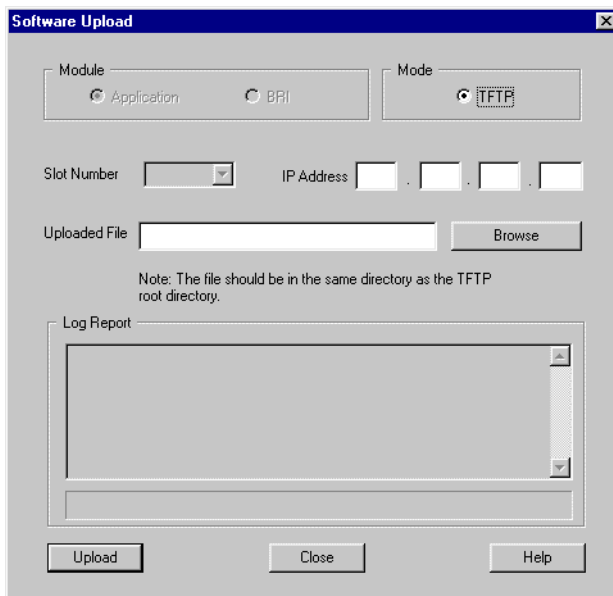 Software Upload
Module
Application
BRI
Mode
TFTP
Slot Number
IP Address . . .
Uploaded File
Browse
Note: The file should be in the same directory as the TFTP
root directory.
Log Report
Upload
Close
Help